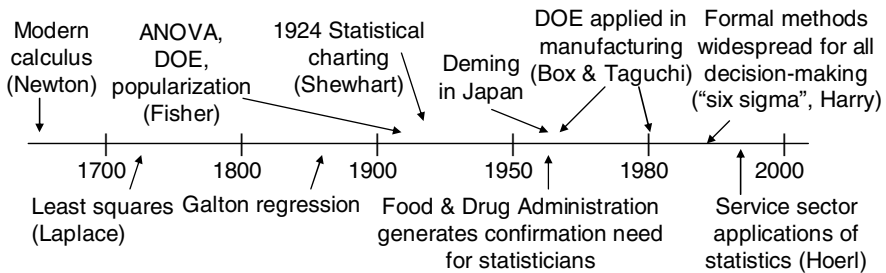 Modern
calculus
(Newton)
ANOVA,
DOE,
popularization
(Fisher)
1924 Statistical
charting
(Shewhart)
Deming
in Japan
DOE applied in
manufacturing
(Box & Taguchi)
Formal methods
widespread for all
decision-making
("six sigma", Harry)
1700 1800 1900 1950 1980 2000
Least squares
(Laplace)
Galton regression
Food & Drug Administration
generates confirmation need
for statisticians
Service sector
applications of
statistics (Hoerl)